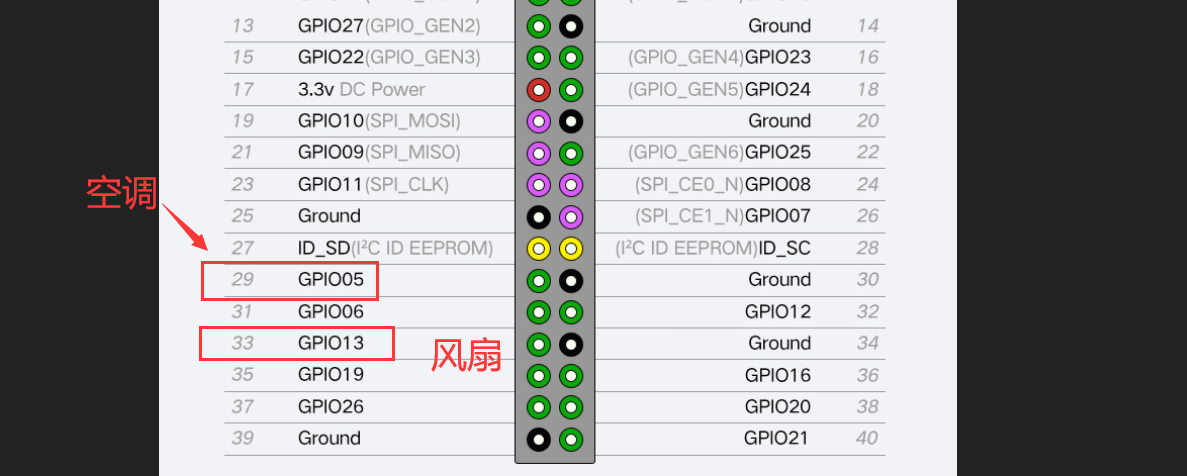 13 GPIO27(GPIO_GEN2) Ground 14
15 GPIO22(GPIO_GEN3) (GPIO_GEN4)GPIO23 16
17 3.3v DC Power (GPIO_GEN5)GPIO24 18
19 GPIO10(SPI_MOSI) Ground 20
21 GPIO09(SPI_MISO) (GPIO_GEN6)GPIO25 22
23 GPIO11(SPI_CLK) (SPI_CE0_N)GPIO08 24
空调
25 Ground (SPI_CE1_N)GPIO07 26
27 ID_SD(I²C ID EEPROM) (I²C ID EEPROM)ID_SC 28
29 GPIO05 Ground 30
31 GPIO06 GPIO12 32
33 GPIO13 Ground 34
风扇
35 GPIO19 GPIO16 36
37 GPIO26 GPIO20 38
39 Ground GPIO21 40